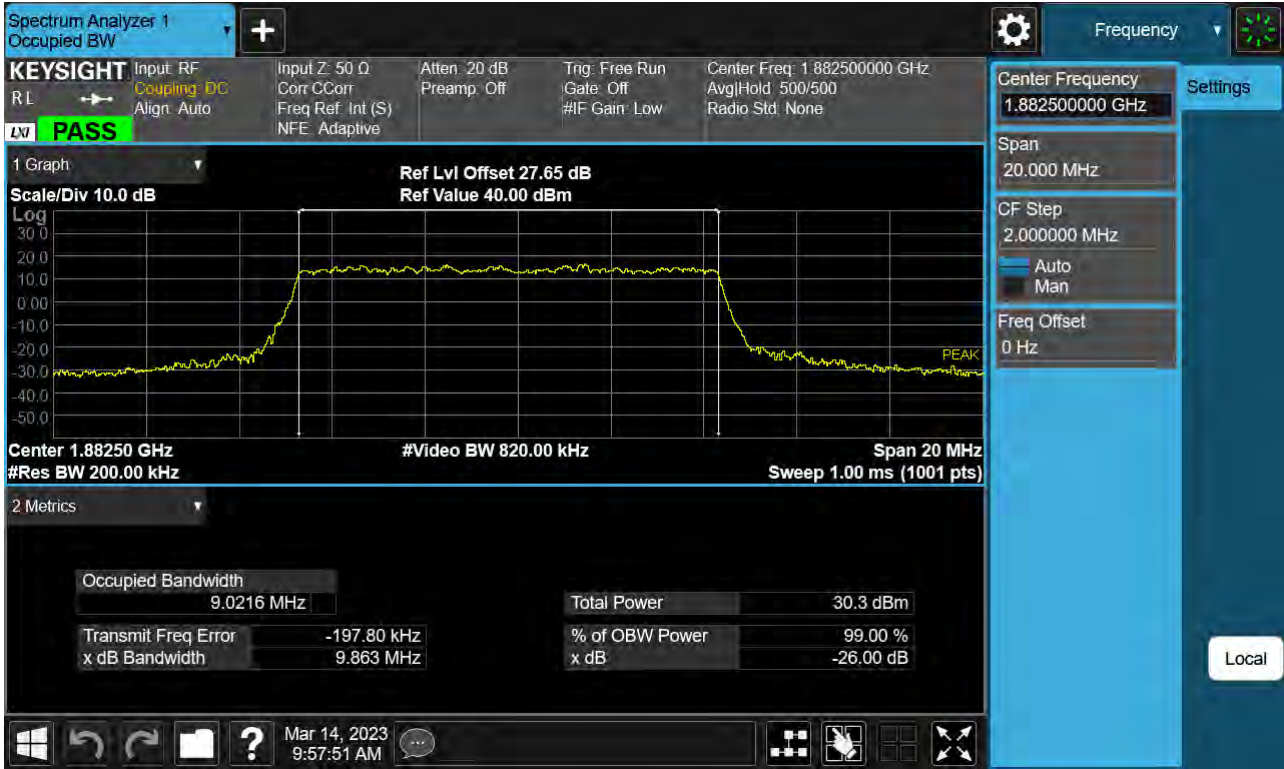 Spectrum Analyzer 1
Occupied BW
Frequency
KEYSIGHT
RL
LXI PASS
Input: RF
Coupling: DC
Align: Auto
Input Z: 50 Ω
Corr CCorr
Freq Ref: Int (S)
NFE: Adaptive
Atten: 20 dB
Preamp: Off
Trig: Free Run
Gate: Off
#IF Gain: Low
Center Freq: 1.882500000 GHz
Avg|Hold: 500/500
Radio Std: None
Center Frequency
1.882500000 GHz
Settings
Span
20.000 MHz
CF Step
2.000000 MHz
Auto
Man
Freq Offset
0 Hz
Local
1 Graph
Scale/Div 10.0 dB
Ref Lvl Offset 27.65 dB
Ref Value 40.00 dBm
Log
30.0
20.0
10.0
0.00
-10.0
-20.0
-30.0
-40.0
-50.0
PEAK
Center 1.88250 GHz
#Video BW 820.00 kHz
Span 20 MHz
#Res BW 200.00 kHz
Sweep 1.00 ms (1001 pts)
2 Metrics
Occupied Bandwidth
9.0216 MHz
Total Power 30.3 dBm
Transmit Freq Error -197.80 kHz
% of OBW Power 99.00 %
x dB Bandwidth 9.863 MHz
x dB -26.00 dB
?
Mar 14, 2023
9:57:51 AM